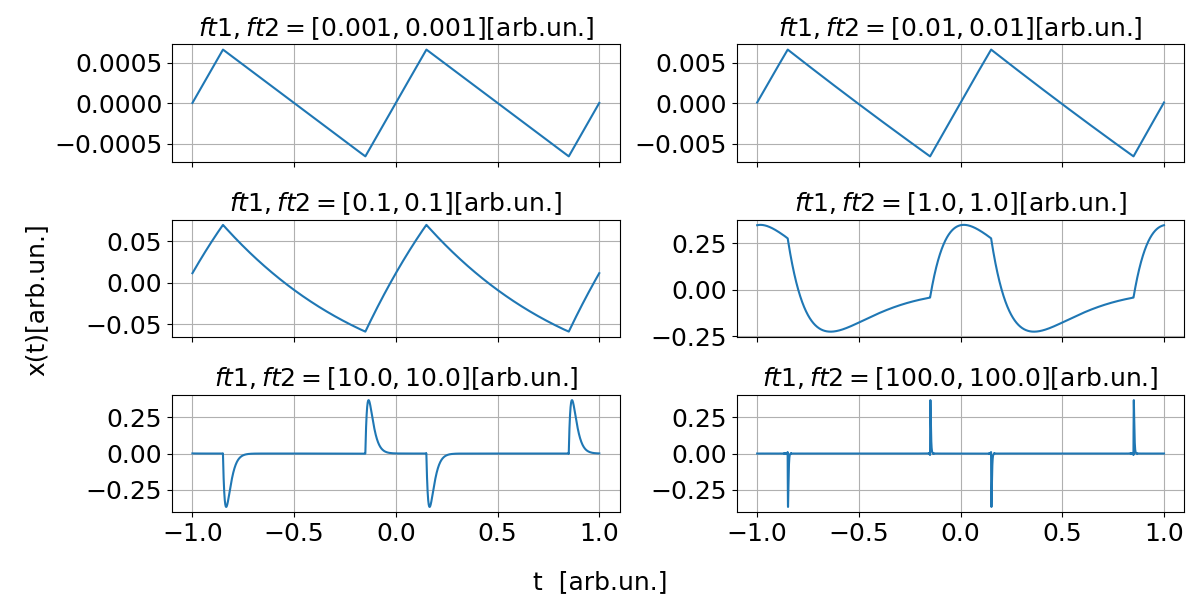 ft1, ft2 = [0.001, 0.001][arb.un.]
0.0005
0.0000
−0.0005
ft1, ft2 = [0.01, 0.01][arb.un.]
0.005
0.000
−0.005
ft1, ft2 = [0.1, 0.1][arb.un.]
0.05
0.00
−0.05
ft1, ft2 = [1.0, 1.0][arb.un.]
0.25
0.00
−0.25
ft1, ft2 = [10.0, 10.0][arb.un.]
0.25
0.00
−0.25
−1.0 −0.5 0.0 0.5 1.0
ft1, ft2 = [100.0, 100.0][arb.un.]
0.25
0.00
−0.25
−1.0 −0.5 0.0 0.5 1.0
x(t)[arb.un.]
t [arb.un.]